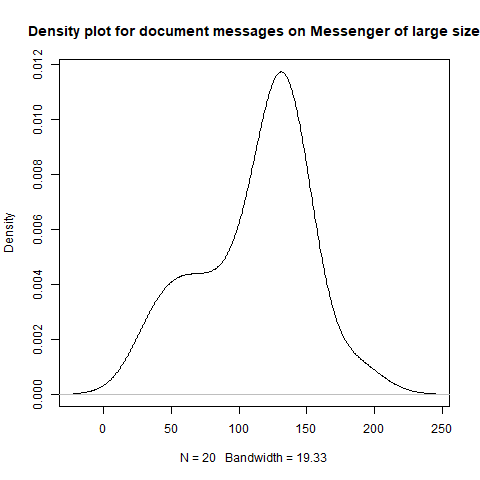 Density plot for document messages on Messenger of large size
Density
0.012
0.010
0.008
0.006
0.004
0.002
0.000
0 50 100 150 200 250
N = 20 Bandwidth = 19.33